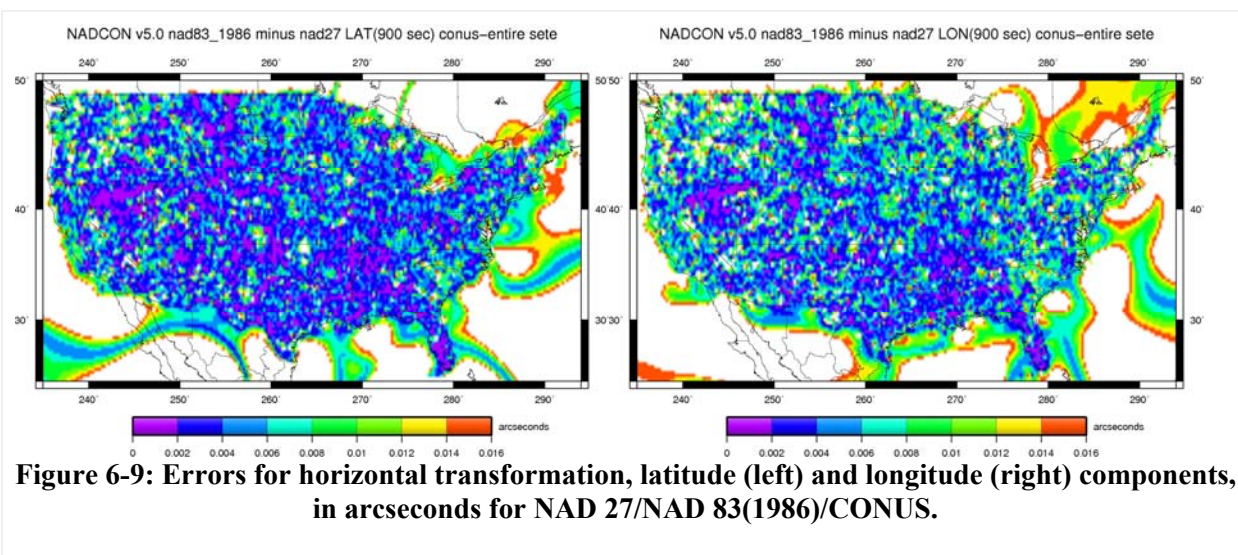 NADCON v5.0 nad83_1986 minus nad27 LAT(900 sec) conus-entire sete
240˚ 250˚ 260˚ 270˚ 280˚ 290˚
50˚
40˚
30˚
240˚ 250˚ 260˚ 270˚ 280˚ 290˚
arcseconds
0 0.002 0.004 0.006 0.008 0.01 0.012 0.014 0.016
NADCON v5.0 nad83_1986 minus nad27 LON(900 sec) conus-entire sete
240˚ 250˚ 260˚ 270˚ 280˚ 290˚
50˚ 50˚
40˚ 40˚
30˚ 30˚
240˚ 250˚ 260˚ 270˚ 280˚ 290˚
arcseconds
0 0.002 0.004 0.006 0.008 0.01 0.012 0.014 0.016
Figure 6-9: Errors for horizontal transformation, latitude (left) and longitude (right) components,
in arcseconds for NAD 27/NAD 83(1986)/CONUS.